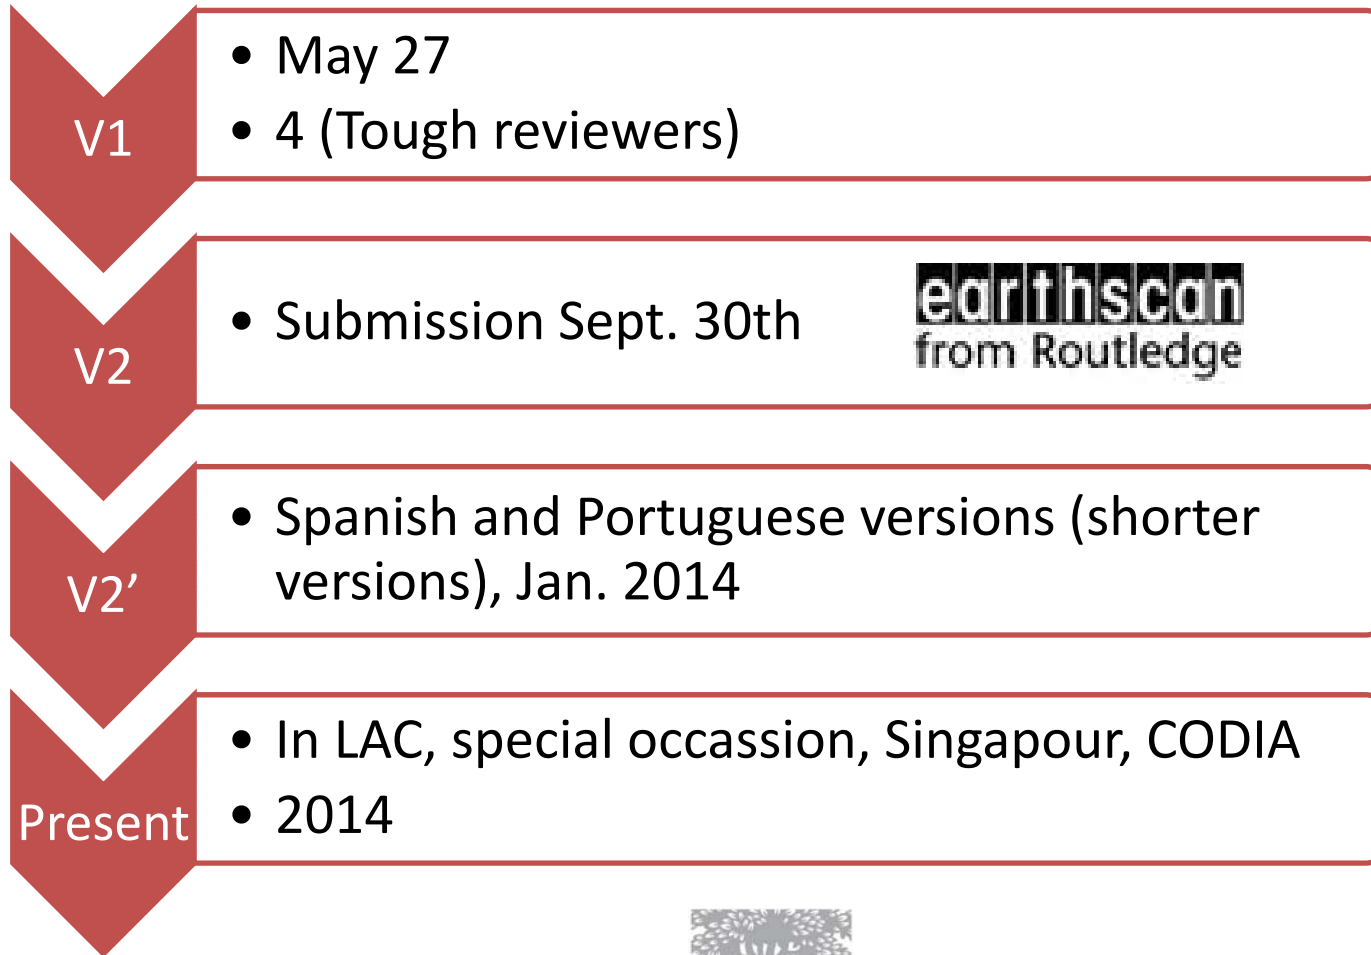 V1
• May 27
• 4 (Tough reviewers)
V2
• Submission Sept. 30th
earthscan
from Routledge
V2’
• Spanish and Portuguese versions (shorter
versions), Jan. 2014
Present
• In LAC, special occassion, Singapour, CODIA
• 2014